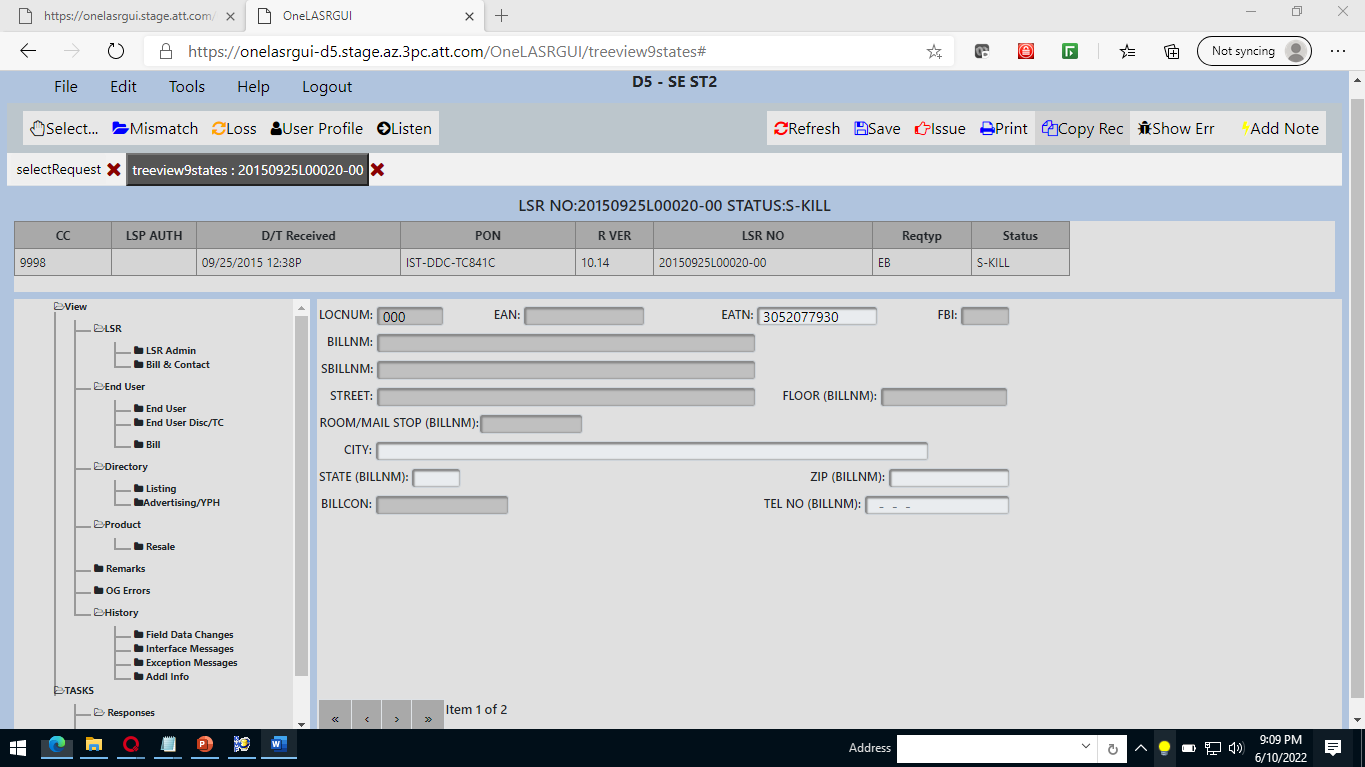 https://onelasrgui.stage.att.com/
OneLASRGUI
https://onelasrgui-d5.stage.az.3pc.att.com/OneLASRGUI/treeview9states#
Not syncing
File Edit Tools Help Logout
D5 - SE ST2
Select... Mismatch Loss User Profile Listen
Refresh Save Issue Print Copy Rec Show Err Add Note
selectRequest treeview9states : 20150925L00020-00
LSR NO:20150925L00020-00 STATUS:S-KILL
CC LSP AUTH D/T Received PON R VER LSR NO Reqtyp Status
9998 09/25/2015 12:38P IST-DDC-TC841C 10.14 20150925L00020-00 EB S-KILL
View
LSR
LSR Admin
Bill & Contact
End User
End User
End User Disc/TC
Bill
Directory
Listing
Advertising/YPH
Product
Resale
Remarks
OG Errors
History
Field Data Changes
Interface Messages
Exception Messages
Addl Info
TASKS
Responses
LOCNUM: 000 EAN: EATN: 3052077930 FBI:
BILLNM:
SBILLNM:
STREET: FLOOR (BILLNM):
ROOM/MAIL STOP (BILLNM):
CITY:
STATE (BILLNM): ZIP (BILLNM):
BILLCON: TEL NO (BILLNM): - - -
« ‹ › » Item 1 of 2
Address
9:09 PM
6/10/2022